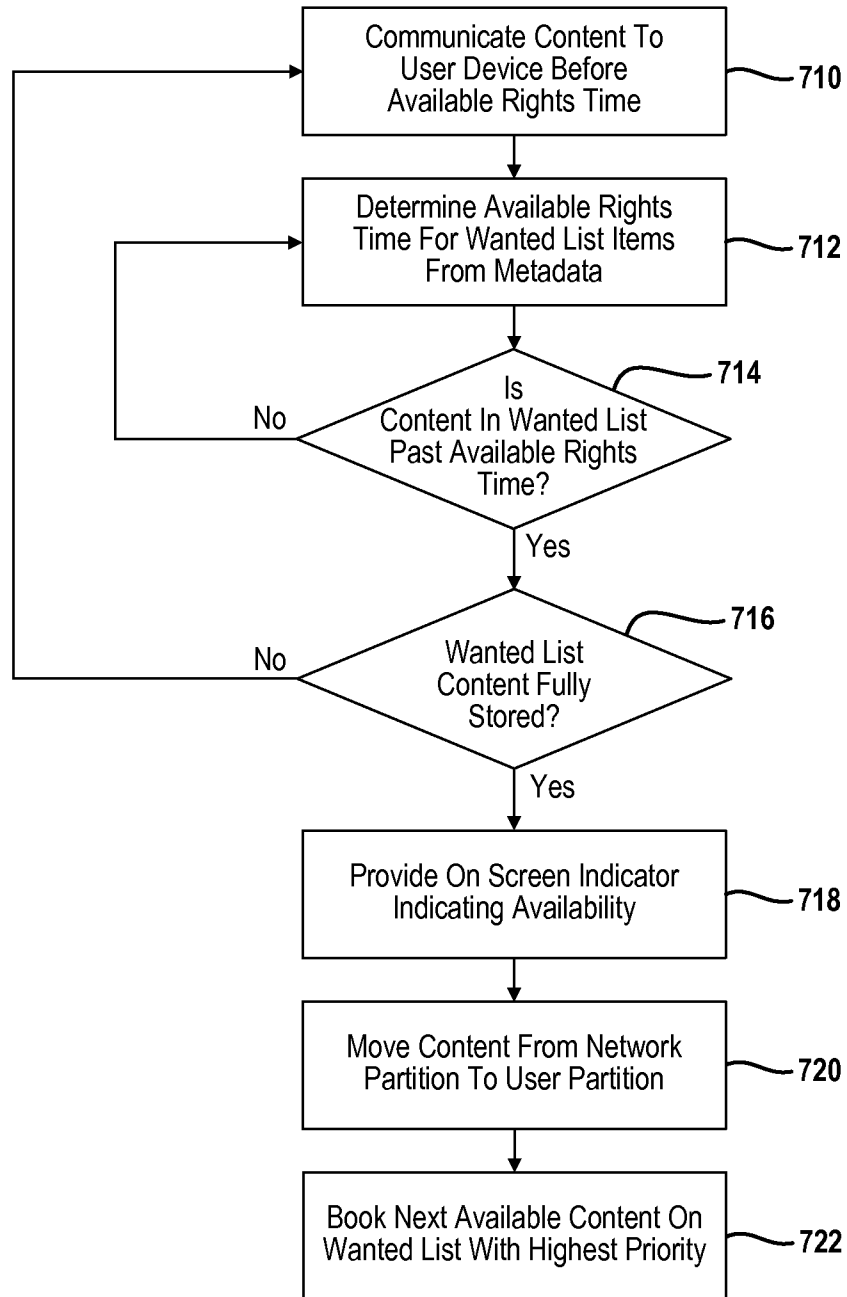 Communicate Content To
User Device Before
Available Rights Time
710
Determine Available Rights
Time For Wanted List Items
From Metadata
712
Is
Content In Wanted List
Past Available Rights
Time?
714
No
Yes
Wanted List
Content Fully
Stored?
716
No
Yes
Provide On Screen Indicator
Indicating Availability
718
Move Content From Network
Partition To User Partition
720
Book Next Available Content On
Wanted List With Highest Priority
722